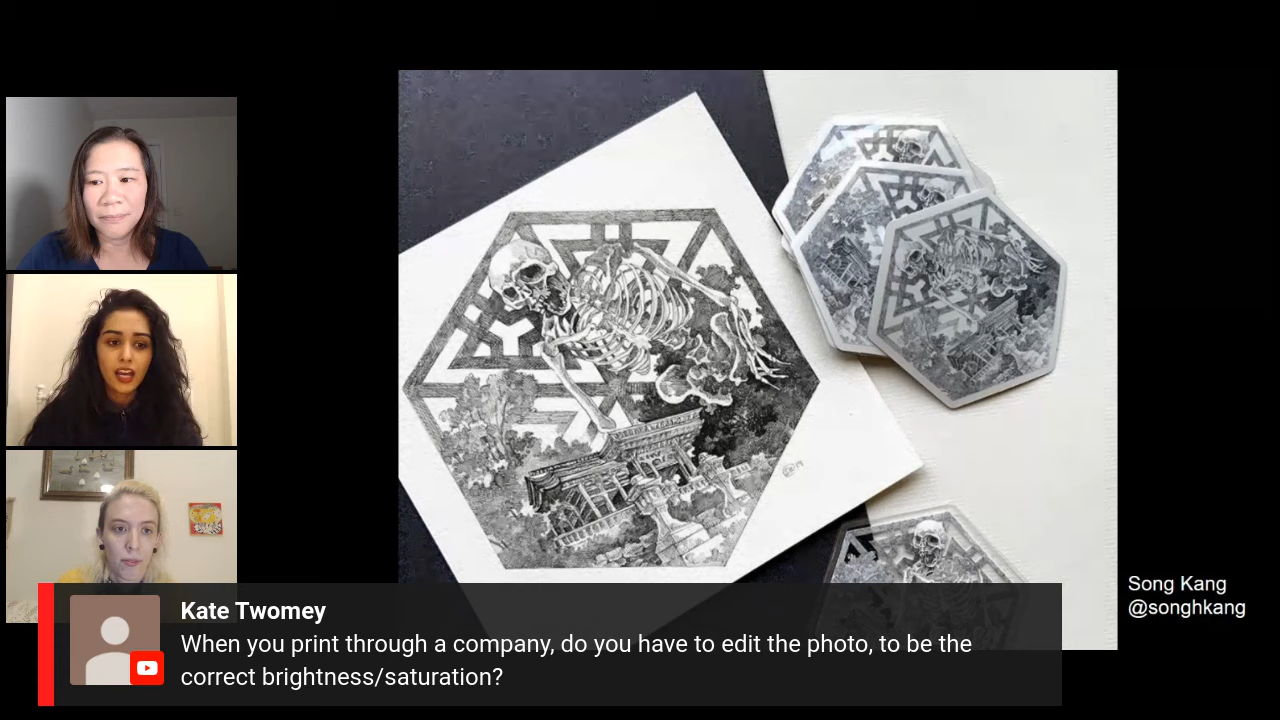 Song Kang
@songhkang
Kate Twomey
When you print through a company, do you have to edit the photo, to be the
correct brightness/saturation?